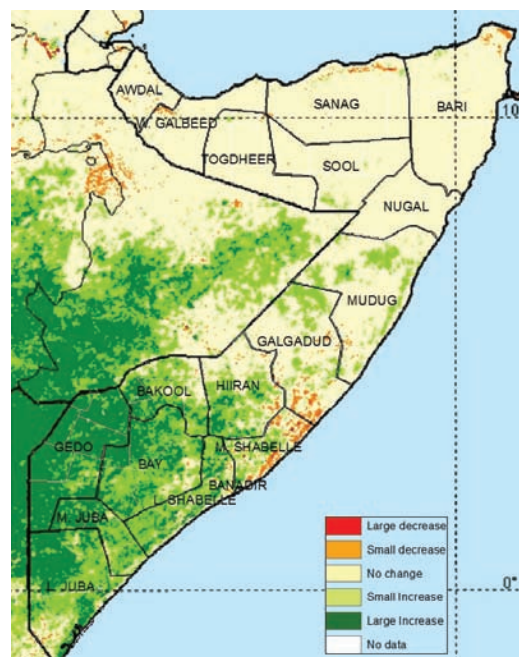 AWDAL
SANAG
BARI
10
W. GALBEED
TOGDHEER
SOOL
NUGAL
MUDUG
GALGADUD
BAKOOL
HIIRAN
GEDO
M. SHABELLE
BAY
BANADIR
L. SHABELLE
M. JUBA
L. JUBA
0°
Large decrease
Small decrease
No change
Small Increase
Large Increase
No data